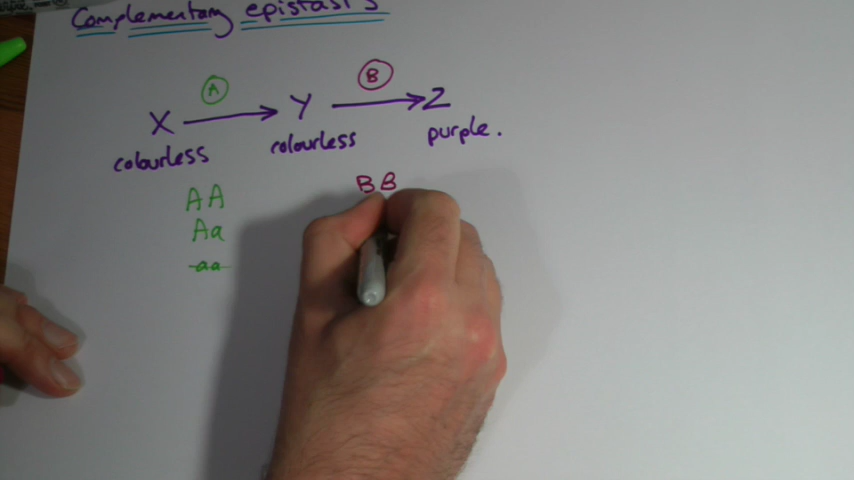 Complementary epistasis
A B
X Y Z
colourless colourless purple.
AA BB
Aa
aa